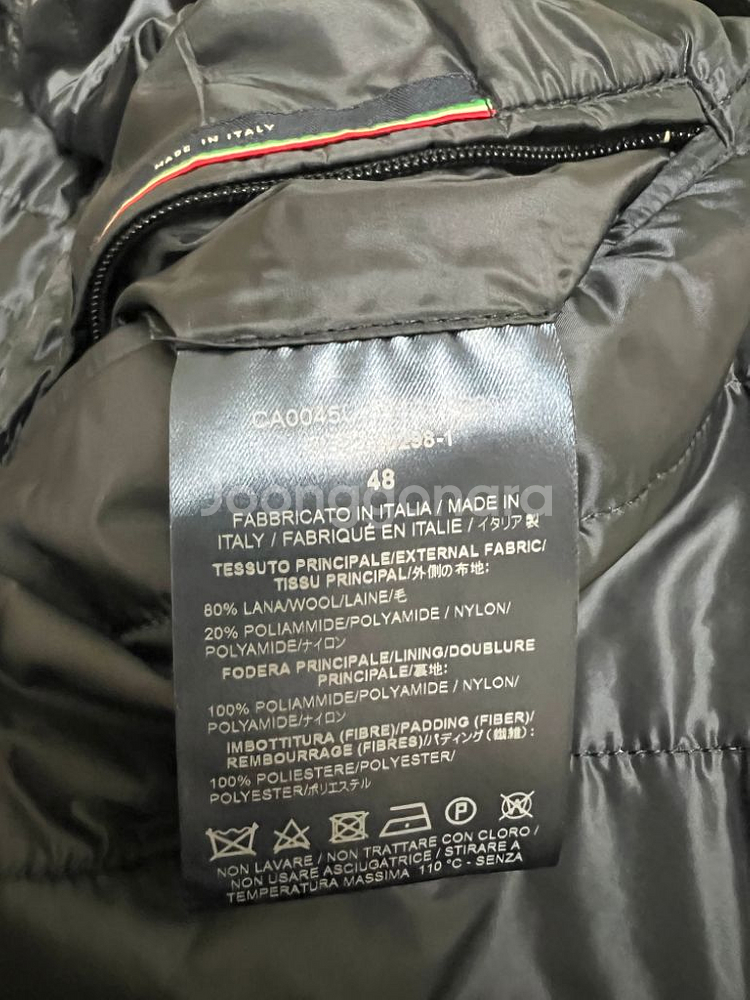 MADE IN ITALY
CA0045U
48
Joonggonara
FABBRICATO IN ITALIA / MADE IN
ITALY / FABRIQUÉ EN ITALIE / イタリア製
TESSUTO PRINCIPALE/EXTERNAL FABRIC/
TISSU PRINCIPAL/外側の布地:
80% LANA/WOOL/LAINE/毛
20% POLIAMMIDE/POLYAMIDE / NYLON/
POLYAMIDE/ナイロン
FODERA PRINCIPALE/LINING/DOUBLURE
PRINCIPALE/裏地:
100% POLIAMMIDE/POLYAMIDE / NYLON/
POLYAMIDE/ナイロン
IMBOTTITURA (FIBRE)/PADDING (FIBER)/
REMBOURRAGE (FIBRES)/パディング(繊維):
100% POLIESTERE/POLYESTER/
POLYESTER/ポリエステル
P
NON LAVARE / NON TRATTARE CON CLORO /
NON USARE ASCIUGATRICE / STIRARE A
TEMPERATURA MASSIMA 110 °C - SENZA